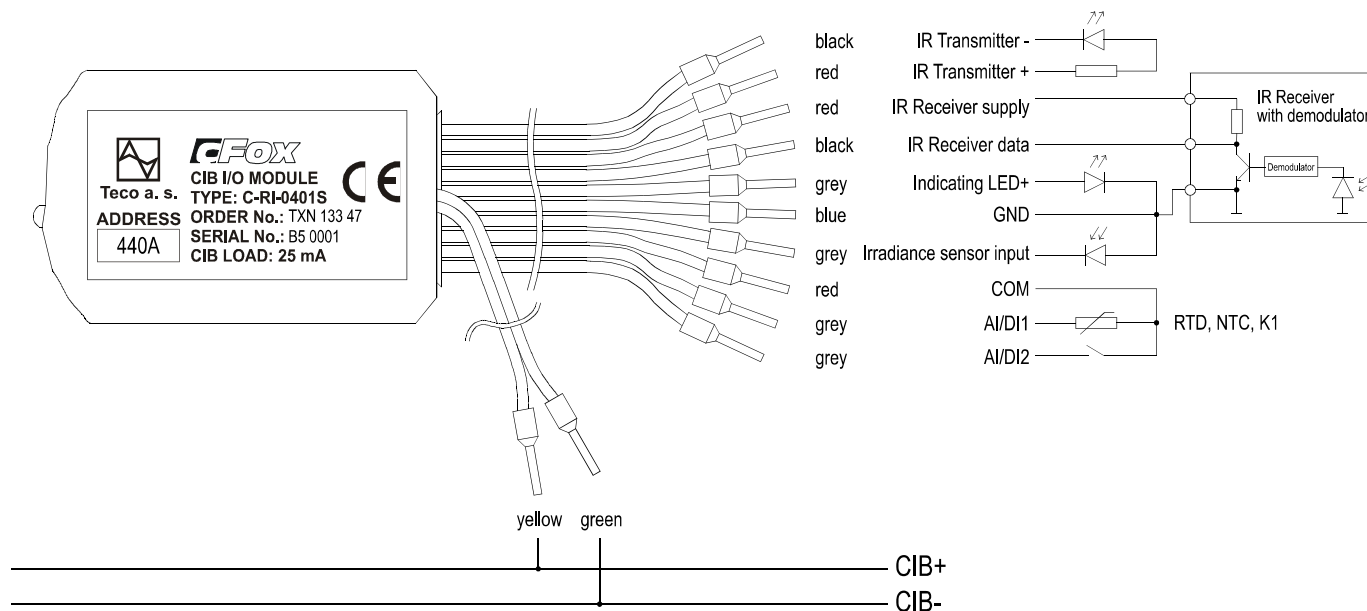 black IR Transmitter -
red IR Transmitter +
red IR Receiver supply
black IR Receiver data
grey Indicating LED+
blue GND
grey Irradiance sensor input
red COM
grey AI/DI1
grey AI/DI2
IR Receiver
with demodulator
Demodulator
RTD, NTC, K1
Teco a. s.
ADDRESS
440A
CFox
CIB I/O MODULE
TYPE: C-RI-0401S
ORDER No.: TXN 133 47
SERIAL No.: B5 0001
CIB LOAD: 25 mA
CE
yellow green
CIB+
CIB-